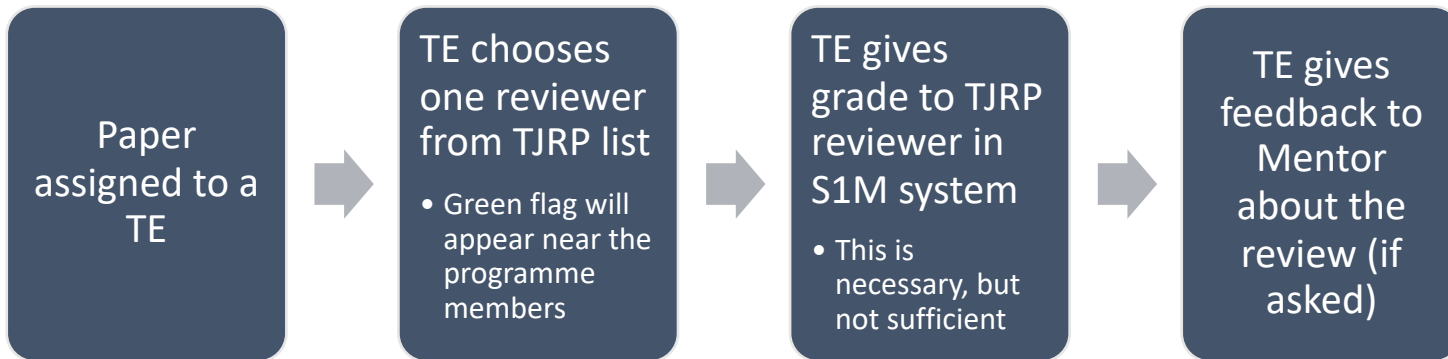 Paper
assigned to a
TE
TE chooses
one reviewer
from TJRP list
• Green flag will
appear near the
programme
members
TE gives
grade to TJRP
reviewer in
S1M system
• This is
necessary, but
not sufficient
TE gives
feedback to
Mentor
about the
review (if
asked)